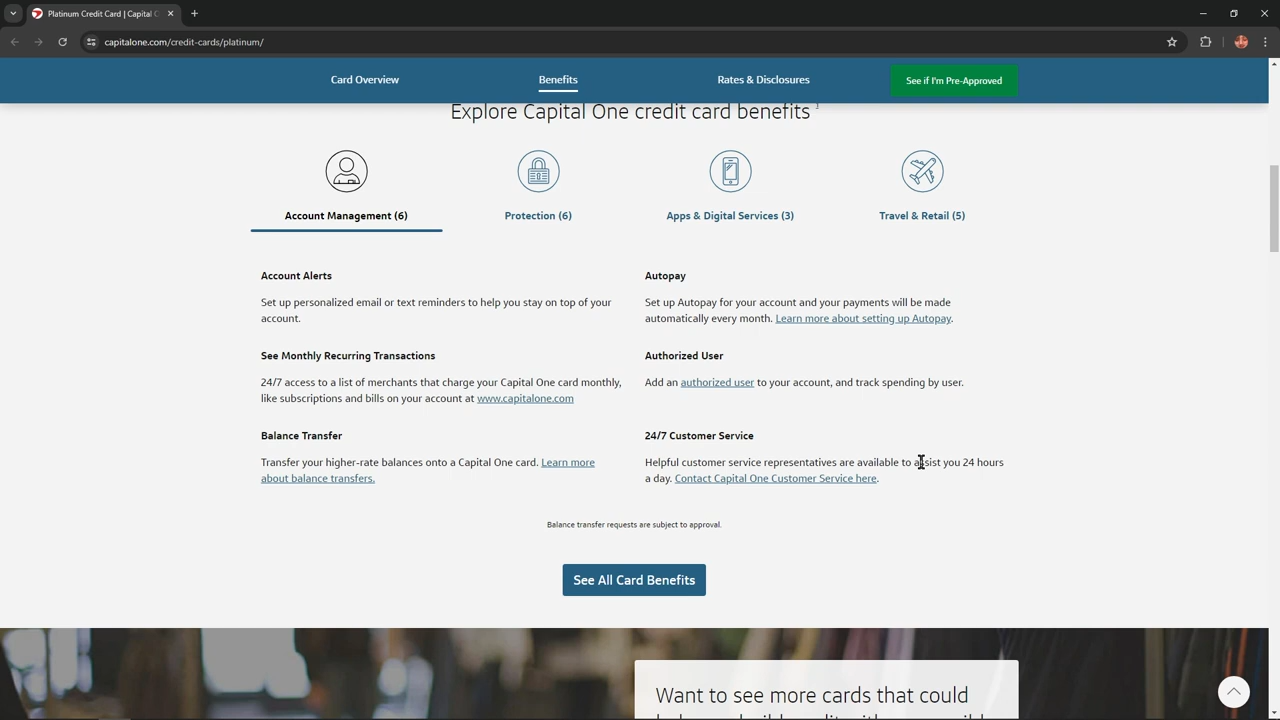 Platinum Credit Card | Capital O
capitalone.com/credit-cards/platinum/
Card Overview
Benefits
Rates & Disclosures
See if I'm Pre-Approved
Explore Capital One credit card benefits 3
Account Management (6)
Protection (6)
Apps & Digital Services (3)
Travel & Retail (5)
Account Alerts
Set up personalized email or text reminders to help you stay on top of your
account.
Autopay
Set up Autopay for your account and your payments will be made
automatically every month. Learn more about setting up Autopay.
See Monthly Recurring Transactions
24/7 access to a list of merchants that charge your Capital One card monthly,
like subscriptions and bills on your account at www.capitalone.com
Authorized User
Add an authorized user to your account, and track spending by user.
Balance Transfer
Transfer your higher-rate balances onto a Capital One card. Learn more
about balance transfers.
24/7 Customer Service
Helpful customer service representatives are available to assist you 24 hours
a day. Contact Capital One Customer Service here.
Balance transfer requests are subject to approval.
See All Card Benefits
Want to see more cards that could